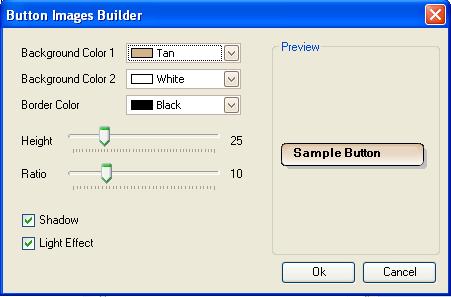 Button Images Builder
Background Color 1 Tan
Background Color 2 White
Border Color Black
Height 25
Ratio 10
Shadow
Light Effect
Preview
Sample Button
Ok Cancel